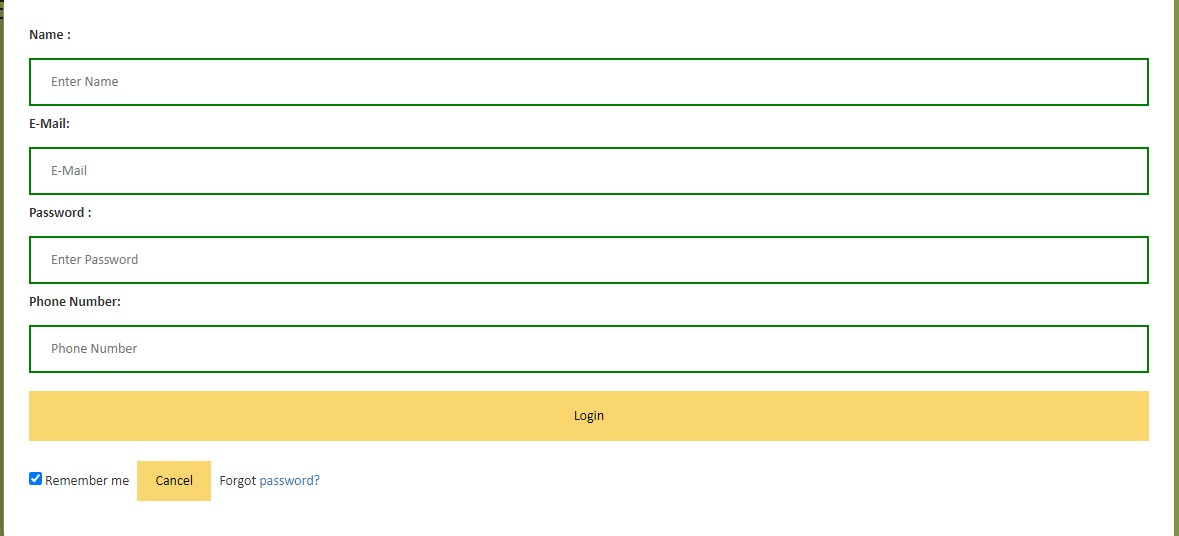 Name :
Enter Name
E-Mail:
E-Mail
Password :
Enter Password
Phone Number:
Phone Number
Login
Remember me Cancel Forgot password?